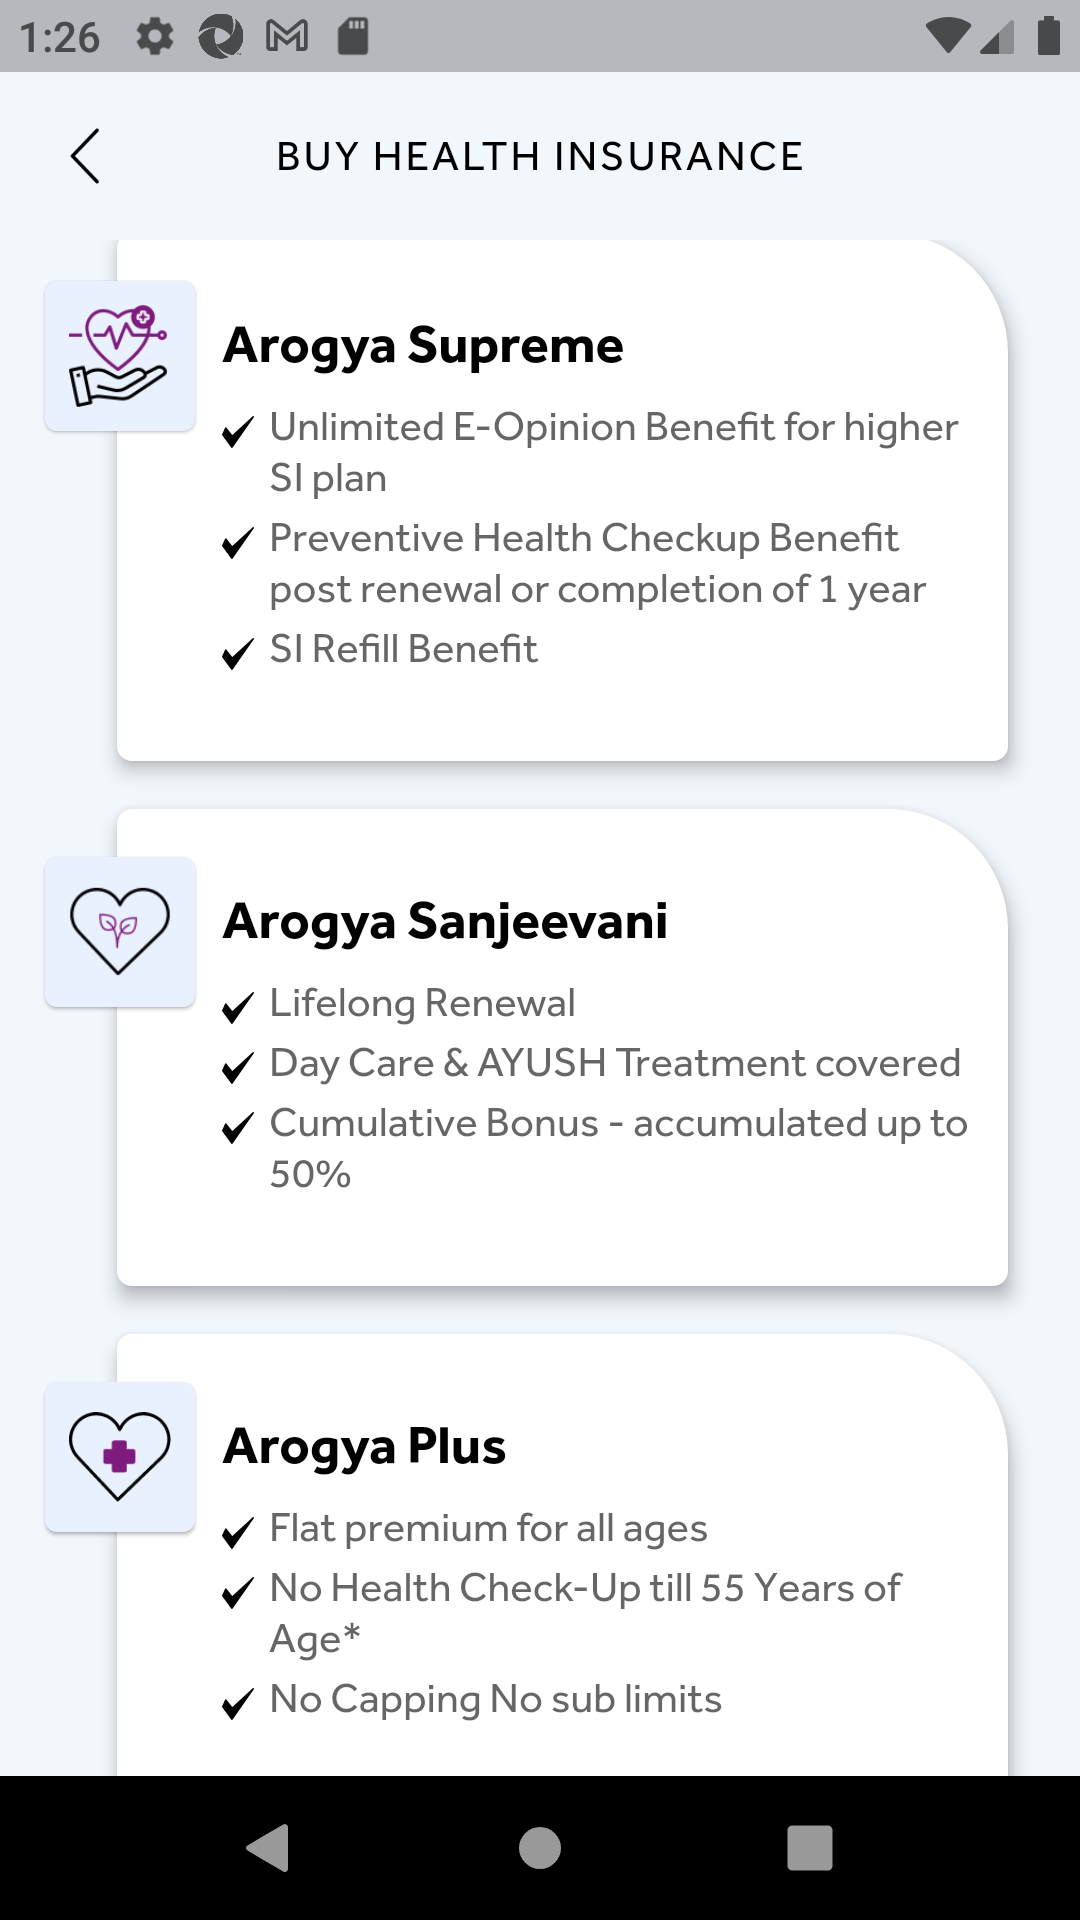 1:26
BUY HEALTH INSURANCE
Arogya Supreme
Unlimited E-Opinion Benefit for higher
SI plan
Preventive Health Checkup Benefit
post renewal or completion of 1 year
SI Refill Benefit
Arogya Sanjeevani
Lifelong Renewal
Day Care & AYUSH Treatment covered
Cumulative Bonus - accumulated up to
50%
Arogya Plus
Flat premium for all ages
No Health Check-Up till 55 Years of
Age*
No Capping No sub limits